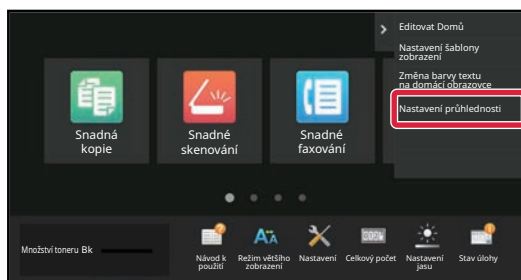 Editovat Domů
Nastavení šablony
zobrazení
Změna barvy textu
na domácí obrazovce
Nastavení průhlednosti
Snadná
kopie
Snadné
skenování
Snadné
faxování
Množství toneru Bk
Návod k
použití
Režim většího
zobrazení
Nastavení
Celkový počet
Nastavení
jasu
Stav úlohy